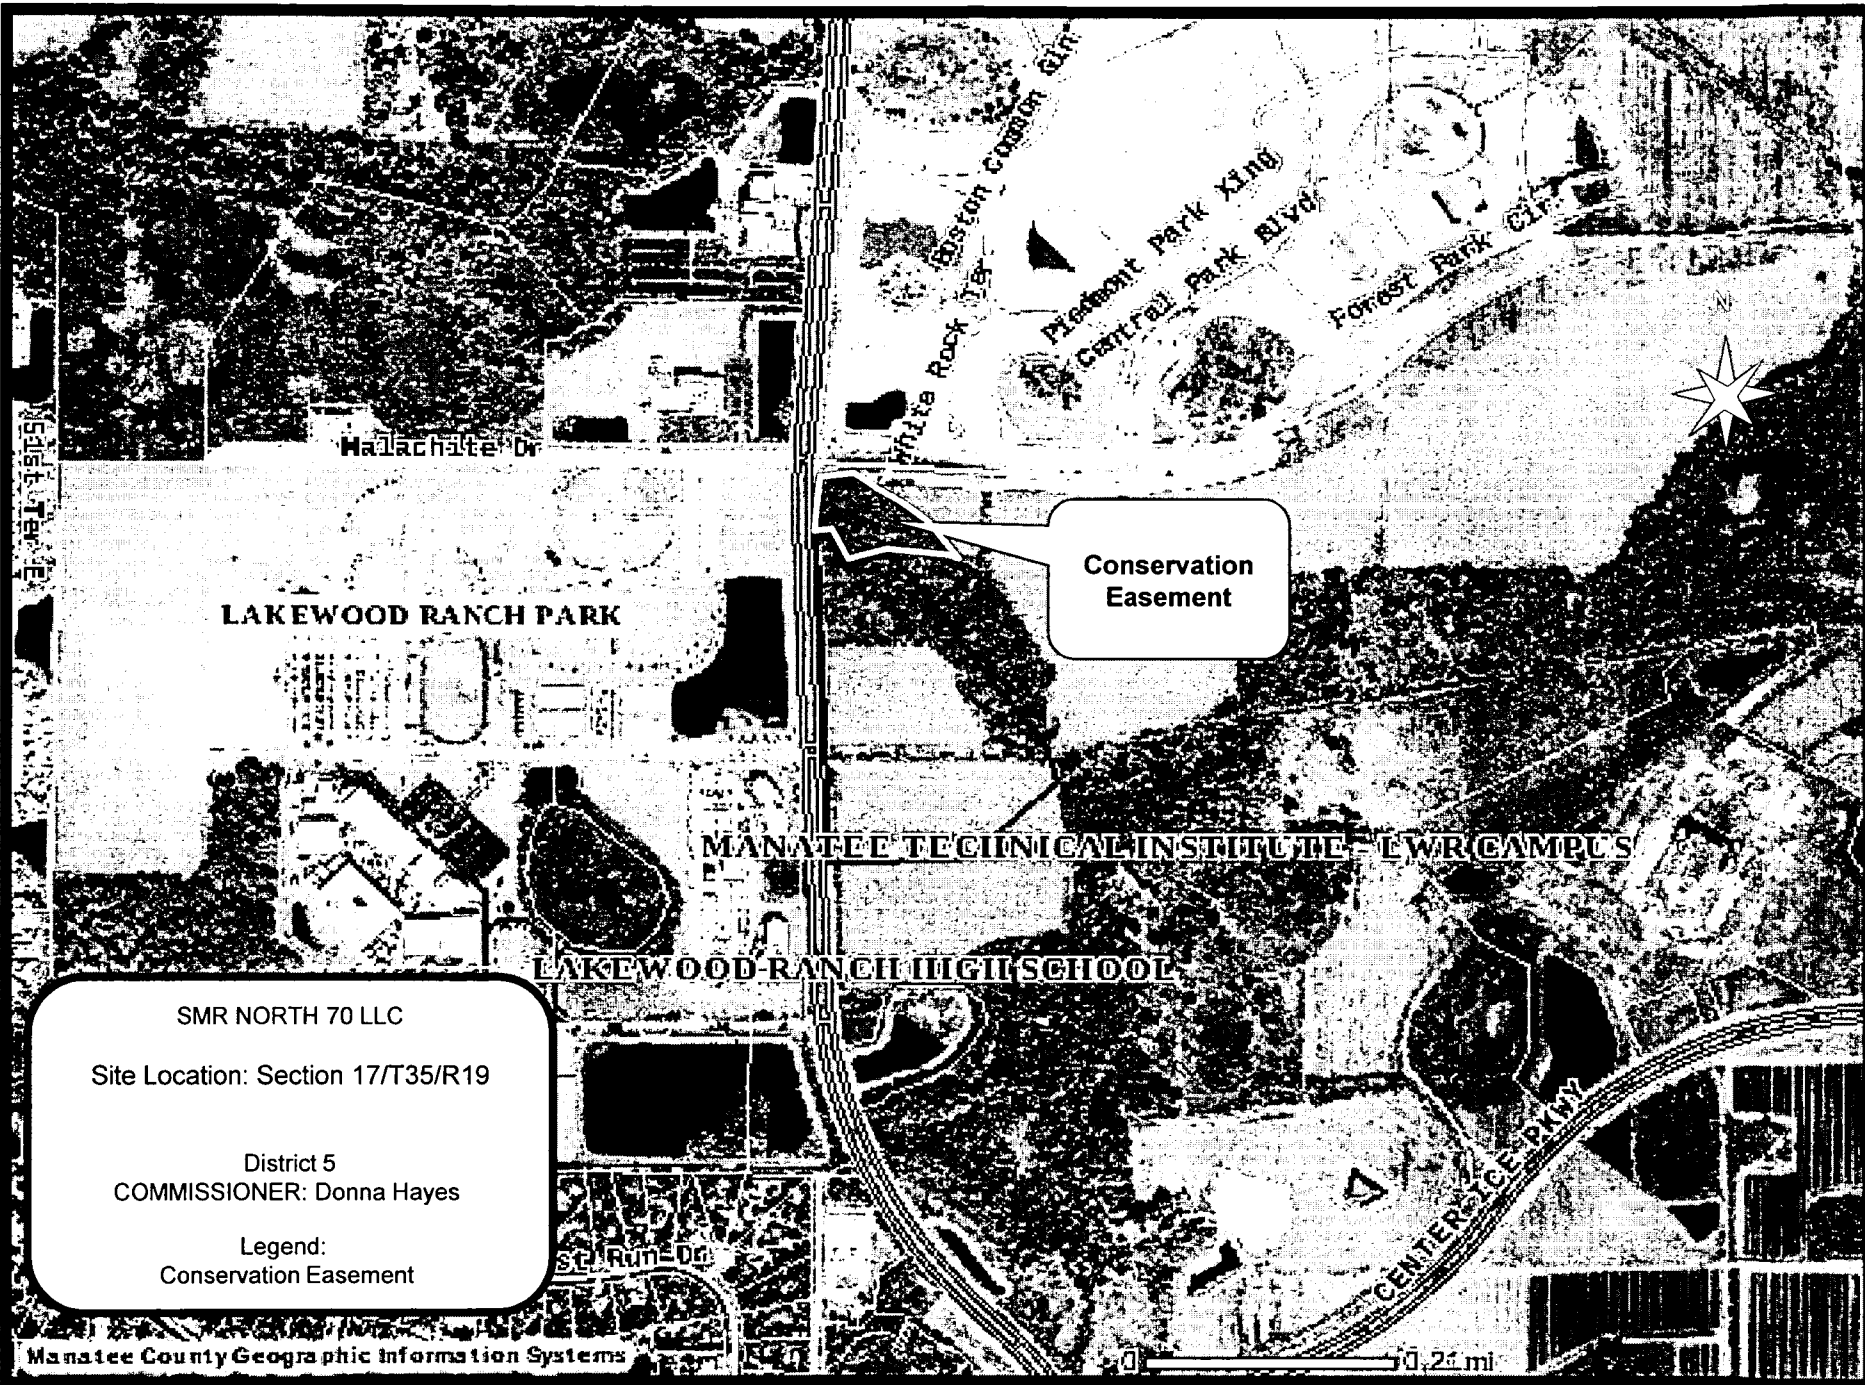 Boston Common Gln
Piedmont Park Xing
Central Park Blvd
Forest Park Cir
White Rock Ter
N
51st Ter E
Malachite Dr
Conservation
Easement
LAKEWOOD RANCH PARK
MANATEE TECHNICAL INSTITUTE - LWR CAMPUS
LAKEWOOD RANCH HIGH SCHOOL
SMR NORTH 70 LLC
Site Location: Section 17/T35/R19
District 5
COMMISSIONER: Donna Hayes
Legend:
Conservation Easement
Run Dr
CENTER ICE PKWY
Manatee County Geographic Information Systems
0
mi